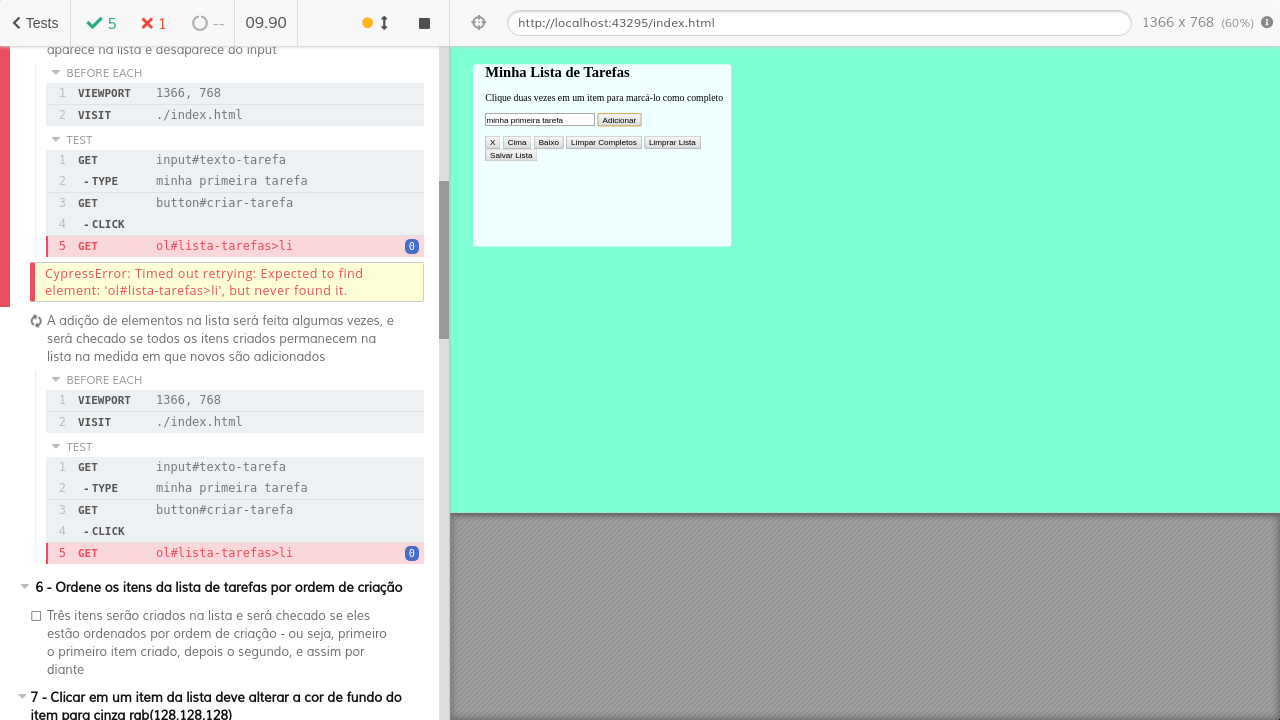 Tests
5
1
--
09.90
http://localhost:43295/index.html
1366 x 768 (60%)
aparece na lista e desaparece do input
BEFORE EACH
1 VIEWPORT 1366, 768
2 VISIT ./index.html
TEST
1 GET input#texto-tarefa
2 -TYPE minha primeira tarefa
3 GET button#criar-tarefa
4 -CLICK
5 GET ol#lista-tarefas>li 0
CypressError: Timed out retrying: Expected to find
element: 'ol#lista-tarefas>li', but never found it.
A adição de elementos na lista será feita algumas vezes, e
será checado se todos os itens criados permanecem na
lista na medida em que novos são adicionados
BEFORE EACH
1 VIEWPORT 1366, 768
2 VISIT ./index.html
TEST
1 GET input#texto-tarefa
2 -TYPE minha primeira tarefa
3 GET button#criar-tarefa
4 -CLICK
5 GET ol#lista-tarefas>li 0
6 - Ordene os itens da lista de tarefas por ordem de criação
Três itens serão criados na lista e será checado se eles
estão ordenados por ordem de criação - ou seja, primeiro
o primeiro item criado, depois o segundo, e assim por
diante
7 - Clicar em um item da lista deve alterar a cor de fundo do
item para cinza rgb(128,128,128)
Minha Lista de Tarefas
Clique duas vezes em um item para marcá-lo como completo
minha primeira tarefa Adicionar
X Cima Baixo Limpar Completos Limprar Lista
Salvar Lista